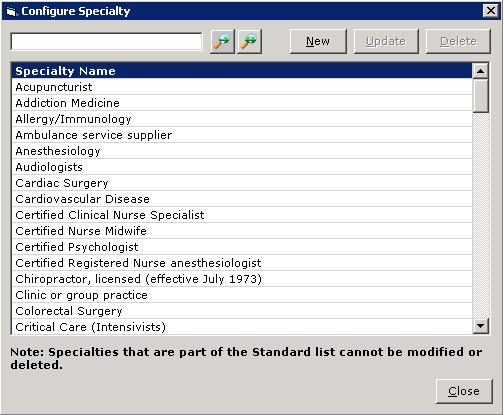 Configure Specialty
New Update Delete
Specialty Name
Acupuncturist
Addiction Medicine
Allergy/Immunology
Ambulance service supplier
Anesthesiology
Audiologists
Cardiac Surgery
Cardiovascular Disease
Certified Clinical Nurse Specialist
Certified Nurse Midwife
Certified Psychologist
Certified Registered Nurse anesthesiologist
Chiropractor, licensed (effective July 1973)
Clinic or group practice
Colorectal Surgery
Critical Care (Intensivists)
Note: Specialties that are part of the Standard list cannot be modified or
deleted.
Close